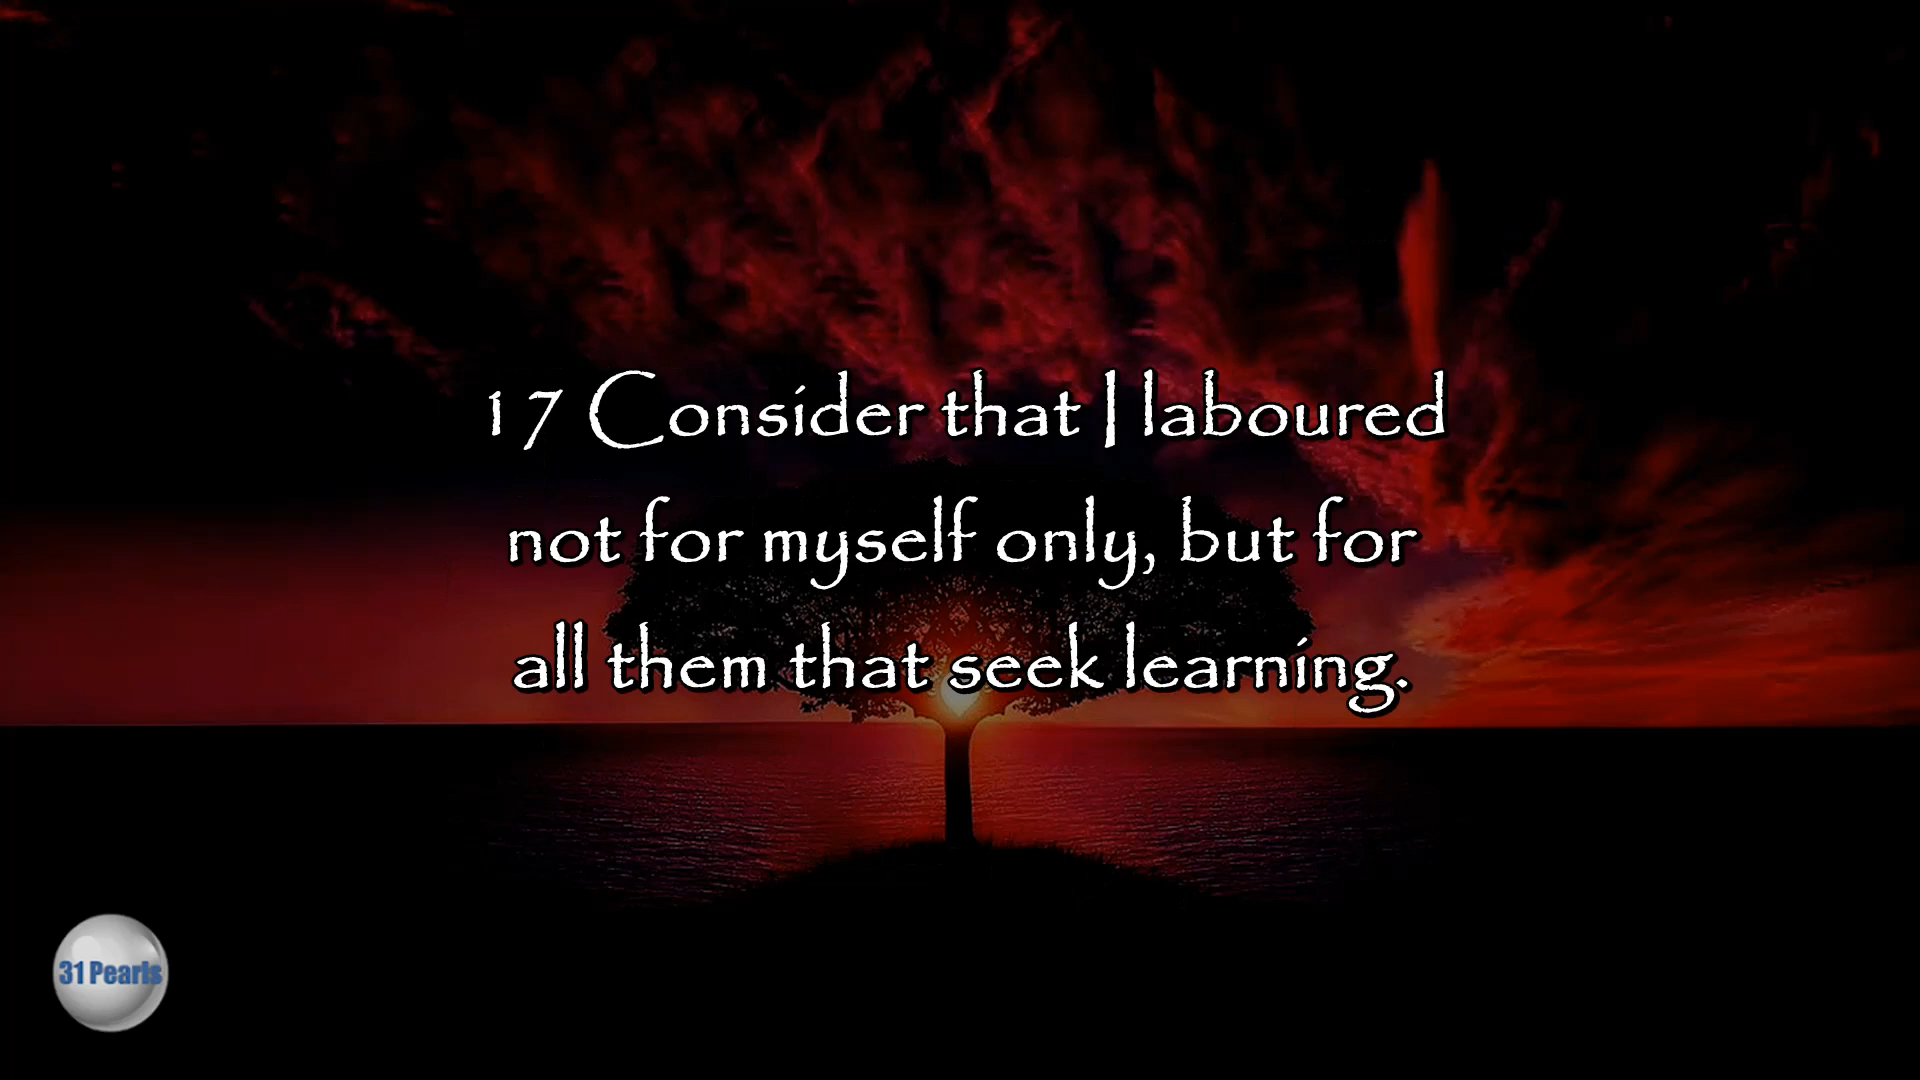 17 Consider that I laboured
not for myself only, but for
all them that seek learning.
31 Pearls